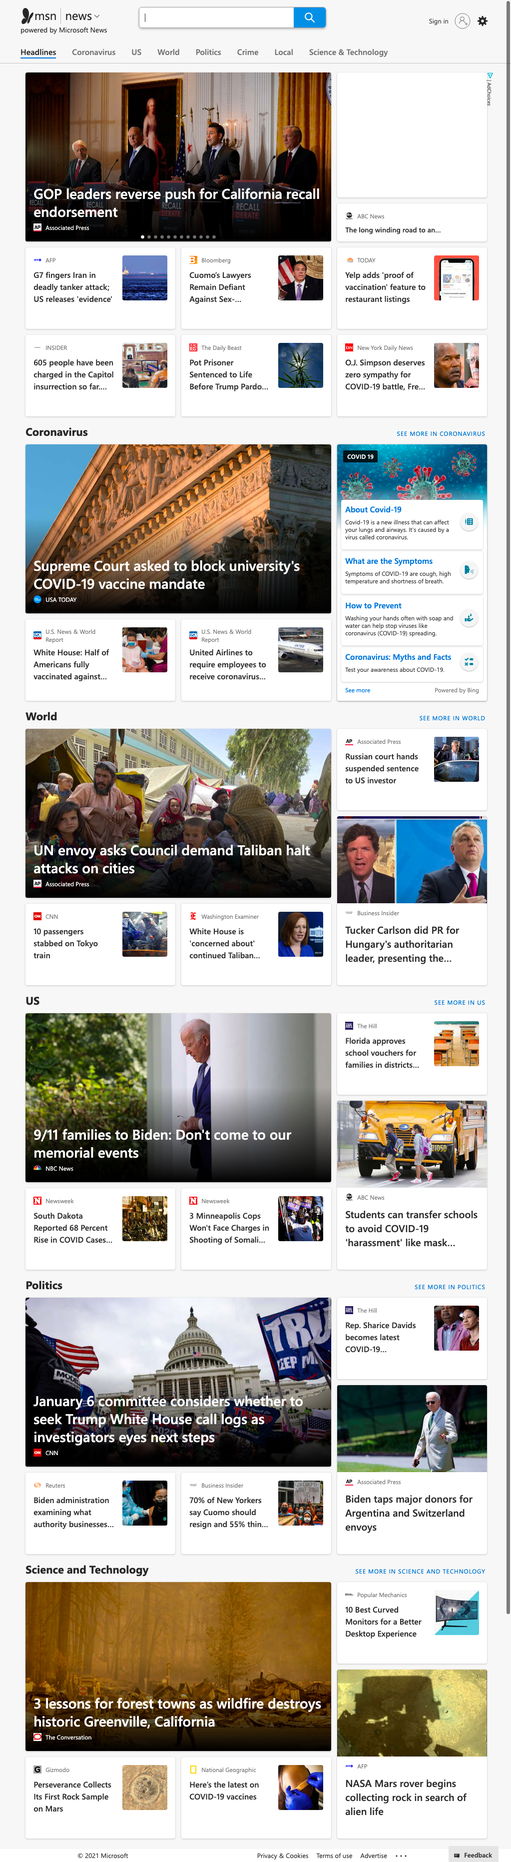 msn | news
powered by Microsoft News
Sign in
Headlines
Coronavirus
US
World
Politics
Crime
Local
Science & Technology
GOP leaders reverse push for California recall
endorsement
Associated Press
AdChoices
ABC News
The long winding road to an...
AFP
G7 fingers Iran in
deadly tanker attack;
US releases 'evidence'
Bloomberg
Cuomo's Lawyers
Remain Defiant
Against Sex-...
TODAY
Yelp adds 'proof of
vaccination' feature to
restaurant listings
INSIDER
605 people have been
charged in the Capitol
insurrection so far....
The Daily Beast
Pot Prisoner
Sentenced to Life
Before Trump Pardo...
New York Daily News
O.J. Simpson deserves
zero sympathy for
COVID-19 battle, Fre...
Coronavirus
SEE MORE IN CORONAVIRUS
Supreme Court asked to block university's
COVID-19 vaccine mandate
USA TODAY
COVID 19
About Covid-19
Covid-19 is a new illness that can affect
your lungs and airways. It's caused by a
virus called coronavirus.
What are the Symptoms
Symptoms of COVID-19 are cough, high
temperature and shortness of breath.
How to Prevent
Washing your hands often with soap and
water can help stop viruses like
coronavirus (COVID-19) spreading.
Coronavirus: Myths and Facts
Test your awareness about COVID-19.
See more
Powered by Bing
U.S. News & World
Report
White House: Half of
Americans fully
vaccinated against...
U.S. News & World
Report
United Airlines to
require employees to
receive coronavirus...
World
SEE MORE IN WORLD
UN envoy asks Council demand Taliban halt
attacks on cities
Associated Press
Associated Press
Russian court hands
suspended sentence
to US investor
Business Insider
Tucker Carlson did PR for
Hungary's authoritarian
leader, presenting the...
CNN
10 passengers
stabbed on Tokyo
train
Washington Examiner
White House is
'concerned about'
continued Taliban...
US
SEE MORE IN US
9/11 families to Biden: Don't come to our
memorial events
NBC News
The Hill
Florida approves
school vouchers for
families in districts...
ABC News
Students can transfer schools
to avoid COVID-19
'harassment' like mask...
Newsweek
South Dakota
Reported 68 Percent
Rise in COVID Cases...
Newsweek
3 Minneapolis Cops
Won't Face Charges in
Shooting of Somali...
Politics
SEE MORE IN POLITICS
January 6 committee considers whether to
seek Trump White House call logs as
investigators eyes next steps
CNN
The Hill
Rep. Sharice Davids
becomes latest
COVID-19...
Associated Press
Biden taps major donors for
Argentina and Switzerland
envoys
Reuters
Biden administration
examining what
authority businesses...
Business Insider
70% of New Yorkers
say Cuomo should
resign and 55% thin...
Science and Technology
SEE MORE IN SCIENCE AND TECHNOLOGY
3 lessons for forest towns as wildfire destroys
historic Greenville, California
The Conversation
Popular Mechanics
10 Best Curved
Monitors for a Better
Desktop Experience
AFP
NASA Mars rover begins
collecting rock in search of
alien life
Gizmodo
Perseverance Collects
Its First Rock Sample
on Mars
National Geographic
Here's the latest on
COVID-19 vaccines
© 2021 Microsoft
Privacy & Cookies
Terms of use
Advertise
Feedback